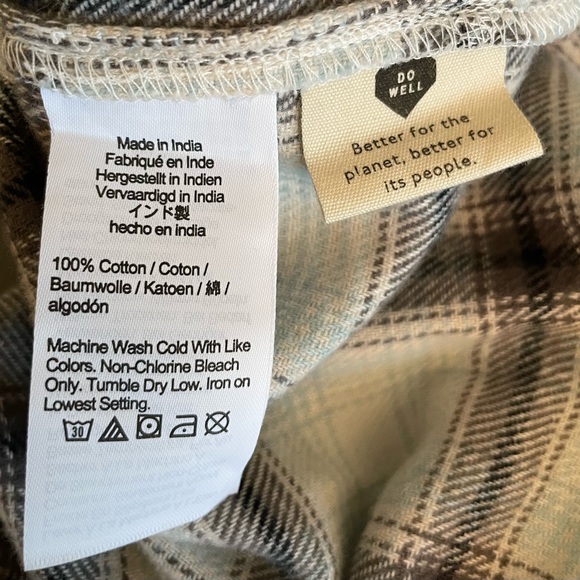 DO
WELL
Better for the
planet, better for
its people.
Made in India
Fabriqué en Inde
Hergestellt in Indien
Vervaardigd in India
インド製
hecho en india
100% Cotton / Coton /
Baumwolle / Katoen / 綿 /
algodón
Machine Wash Cold With Like
Colors. Non-Chlorine Bleach
Only. Tumble Dry Low. Iron on
Lowest Setting.
30